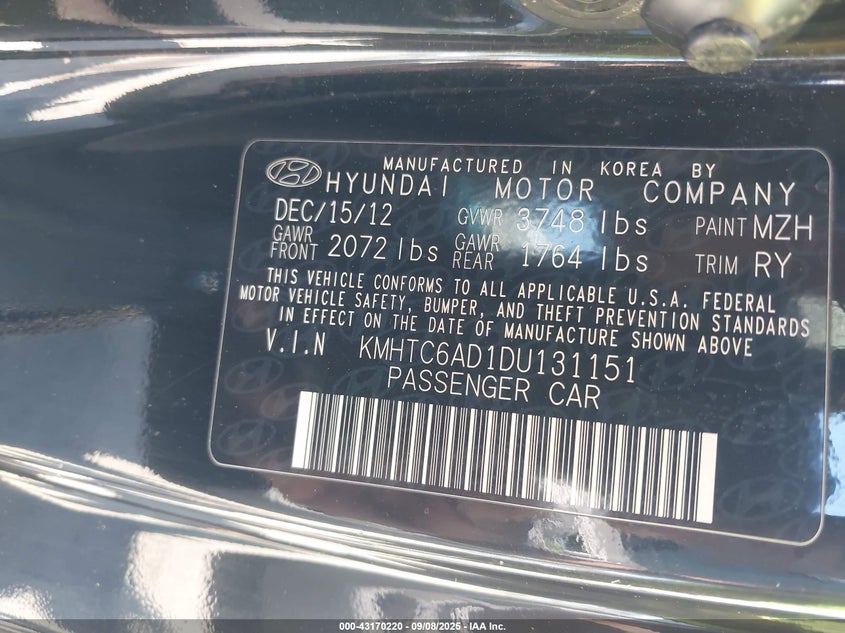 MANUFACTURED IN KOREA BY
HYUNDAI MOTOR COMPANY
DEC/15/12 GVWR 3748 lbs PAINT MZH
GAWR FRONT 2072 lbs GAWR REAR 1764 lbs TRIM RY
THIS VEHICLE CONFORMS TO ALL APPLICABLE U.S.A. FEDERAL
MOTOR VEHICLE SAFETY, BUMPER, AND THEFT PREVENTION STANDARDS
IN EFFECT ON THE DATE OF MANUFACTURE SHOWN ABOVE
V.I.N KMHTC6AD1DU131151
PASSENGER CAR
000-43170220 - 09/08/2025 - IAA Inc.